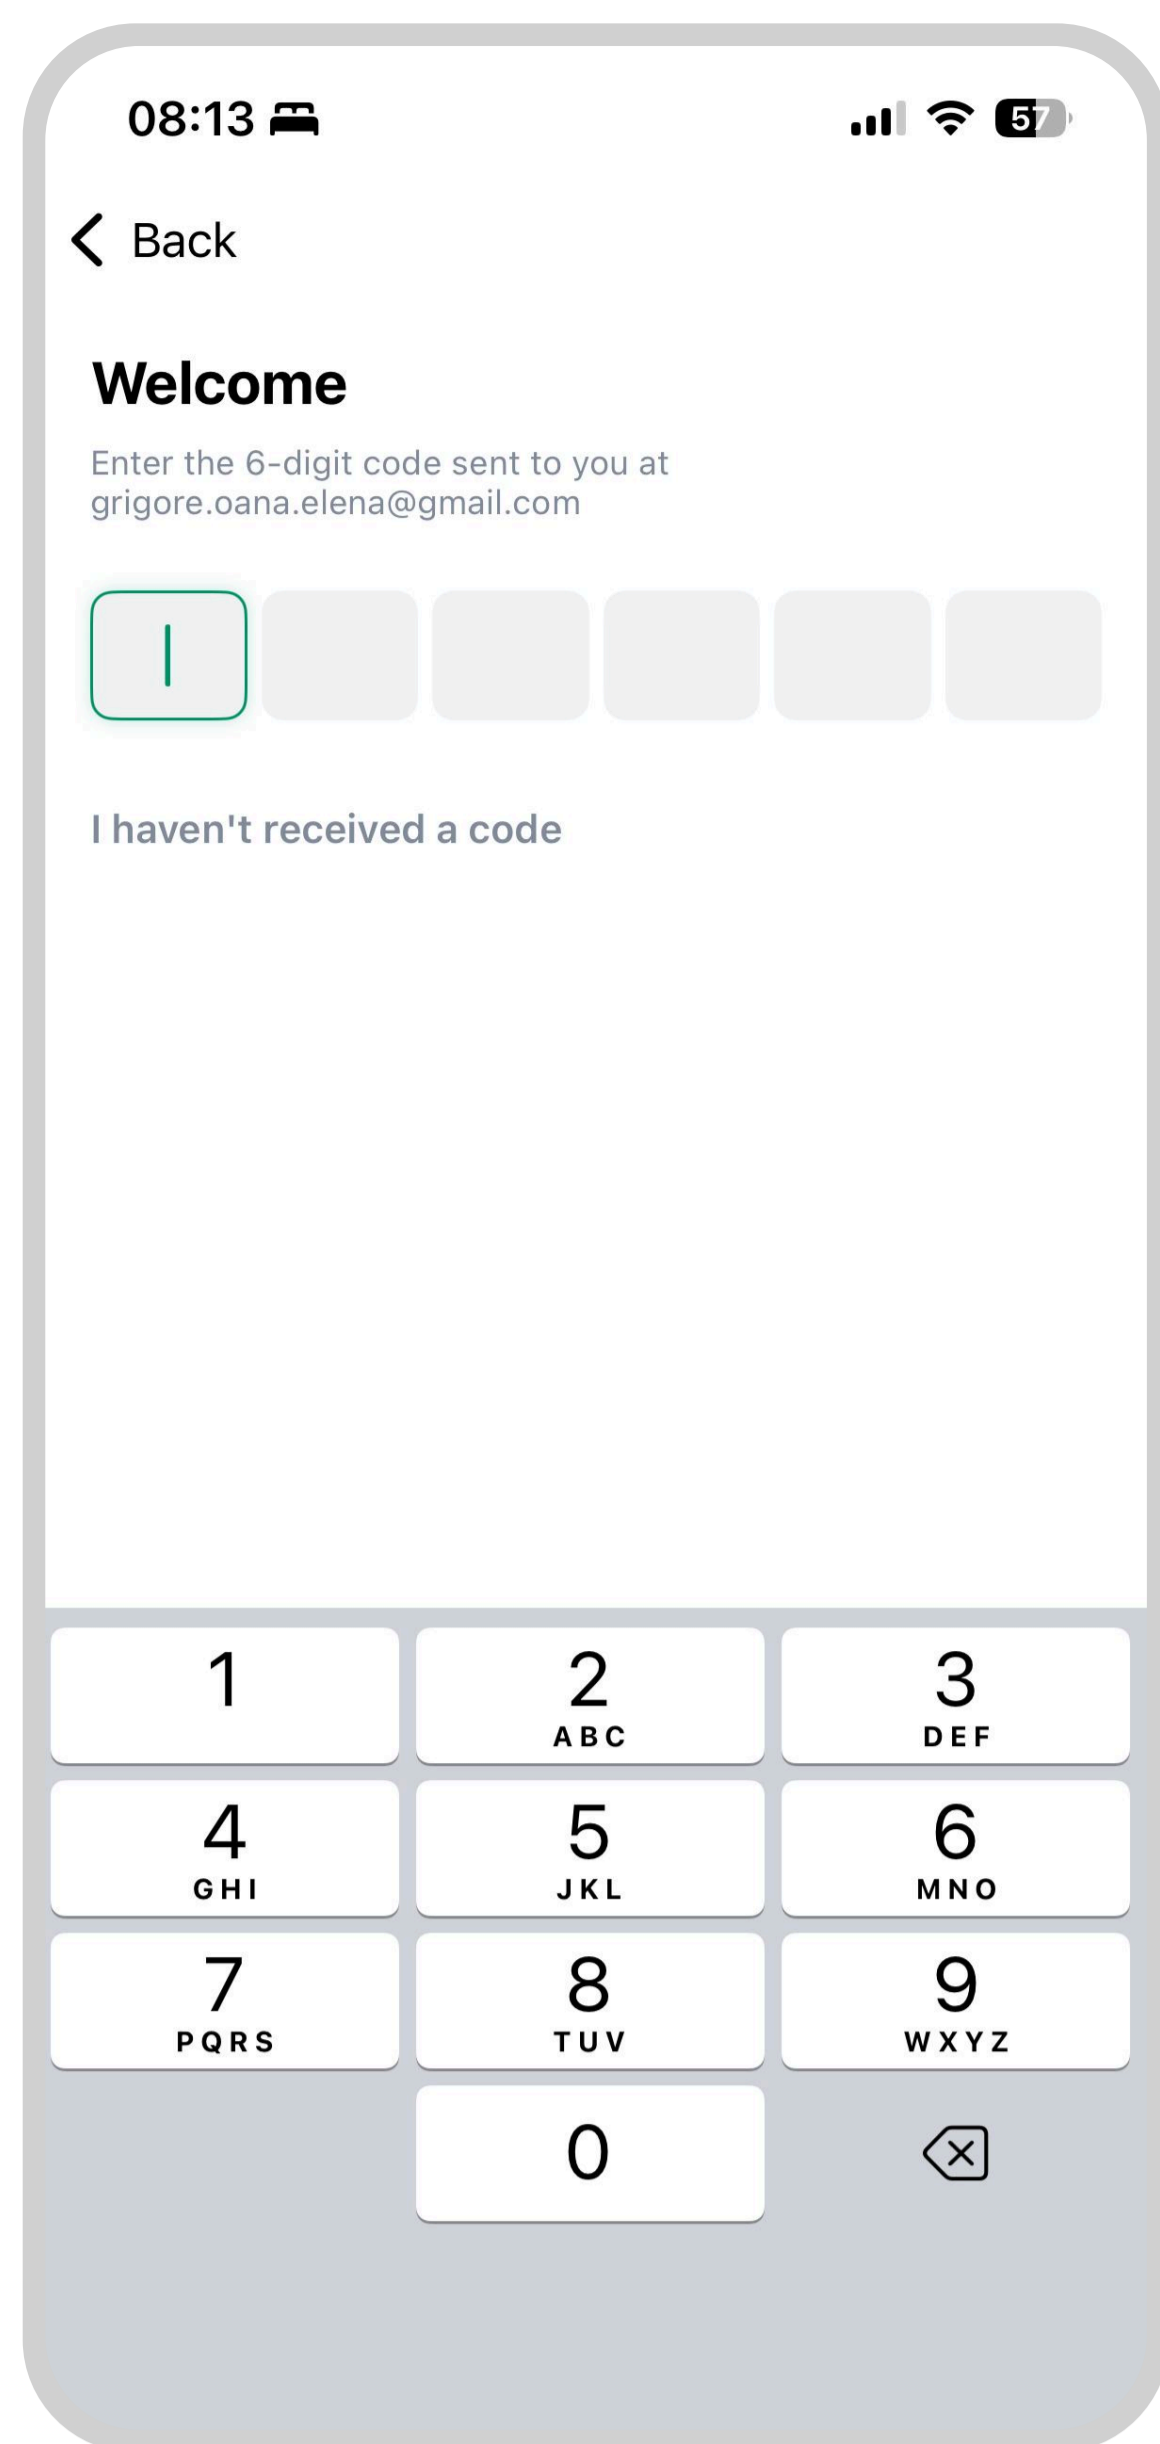 08:13
57
Back
Welcome
Enter the 6-digit code sent to you at
grigore.oana.elena@gmail.com
I haven't received a code
1
2
ABC
3
DEF
4
GHI
5
JKL
6
MNO
7
PQRS
8
TUV
9
WXYZ
0